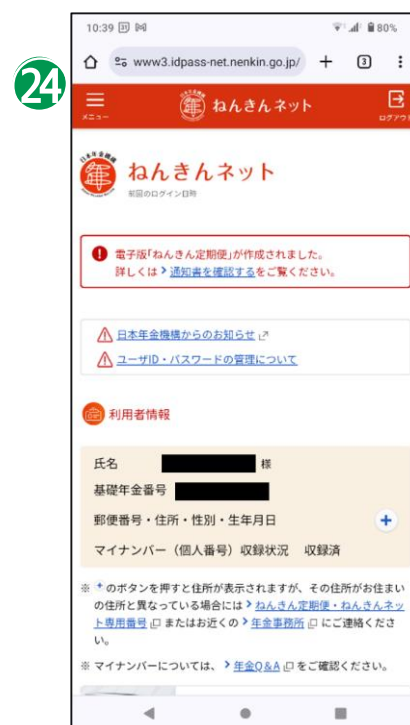 24
10:39 31 80%
www3.idpass-net.nenkin.go.jp/ 3
メニュー
ねんきんネット
ログアウト
日本年金機構
ねんきんネット
前回のログイン日時
電子版「ねんきん定期便」が作成されました。
詳しくは 通知書を確認するをご覧ください。
日本年金機構からのお知らせ
ユーザID・パスワードの管理について
利用者情報
氏名 様
基礎年金番号
郵便番号・住所・性別・生年月日
マイナンバー（個人番号）収録状況 収録済
※ + のボタンを押すと住所が表示されますが、その住所がお住まい
の住所と異なっている場合には ねんきん定期便・ねんきんネッ
ト専用番号 またはお近くの 年金事務所 にご連絡くださ
い。
※ マイナンバーについては、 年金Q&A をご確認ください。